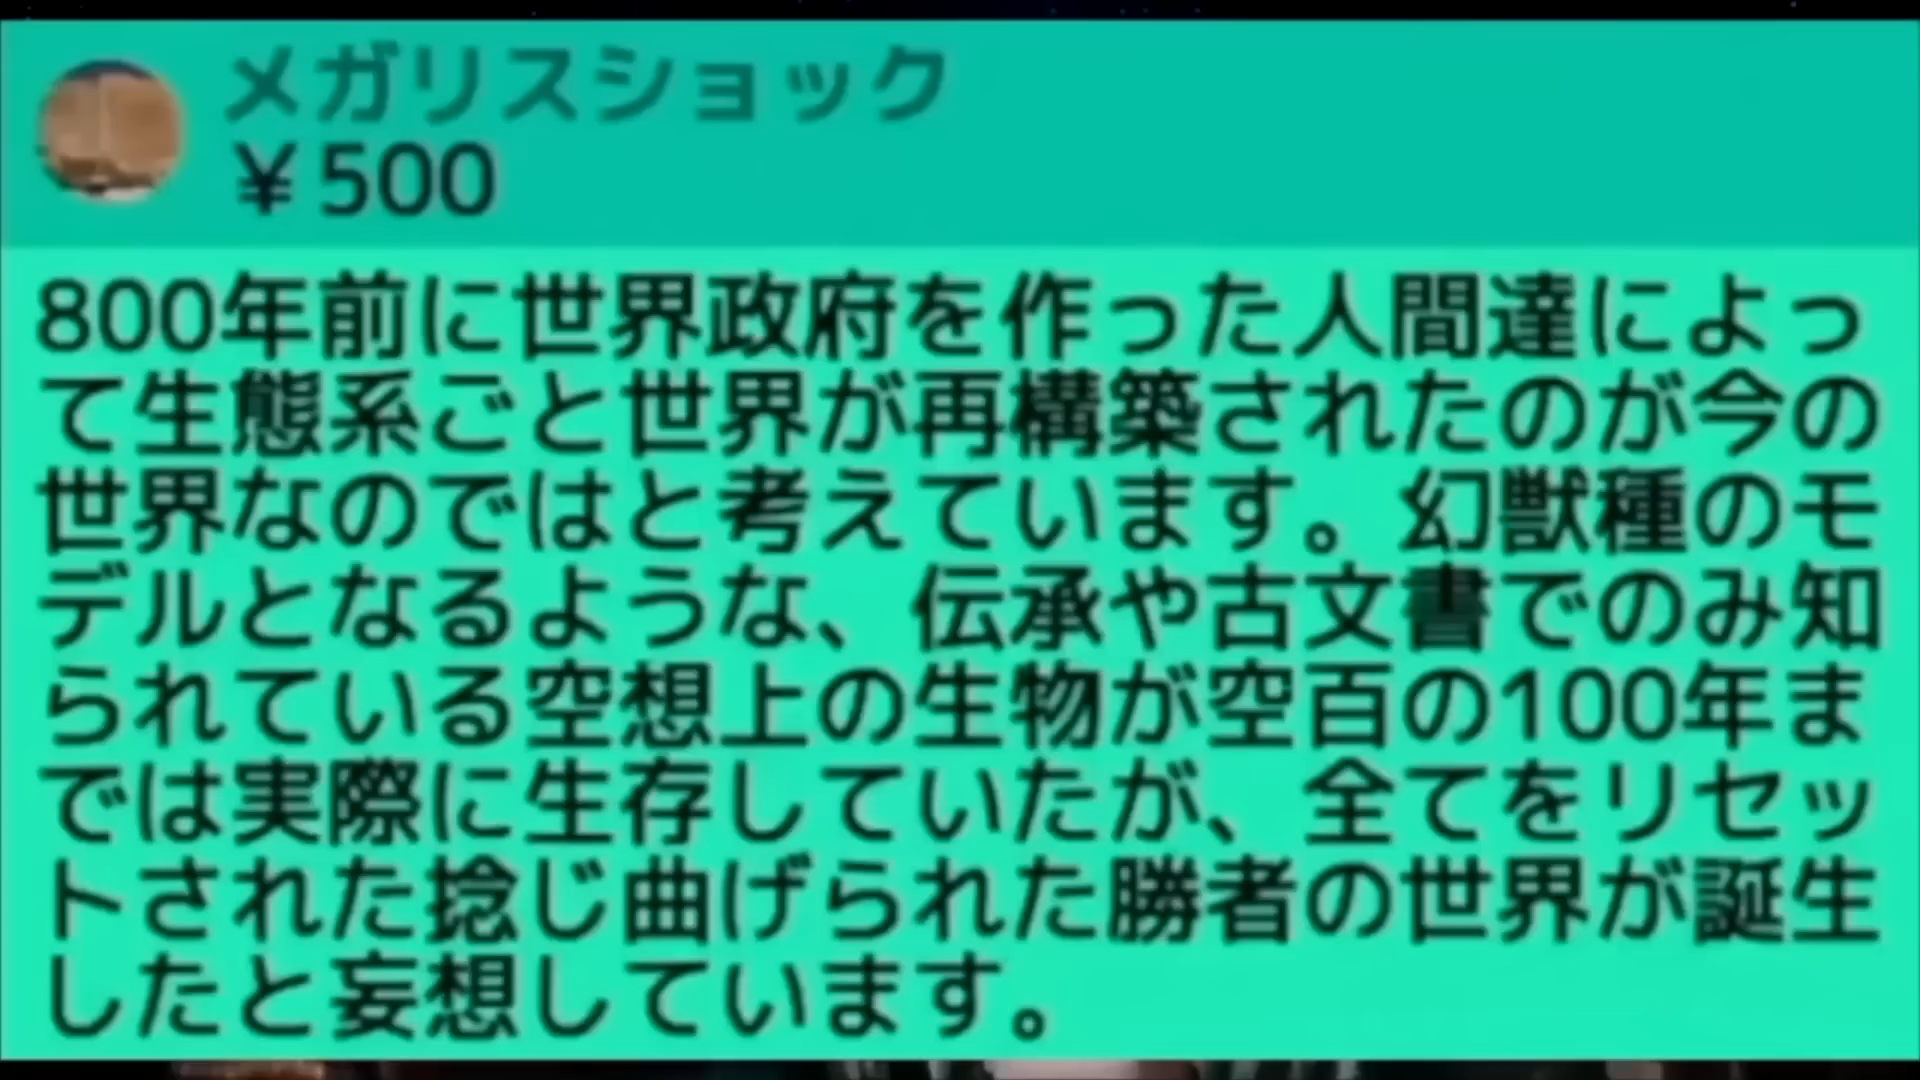 メガリスショック
￥500
800年前に世界政府を作った人間達によっ
て生態系ごと世界が再構築されたのが今の
世界なのではと考えています。幻獣種のモ
デルとなるような、伝承や古文書でのみ知
られている空想上の生物が空百の100年ま
では実際に生存していたが、全てをリセッ
トされた捻じ曲げられた勝者の世界が誕生
したと妄想しています。